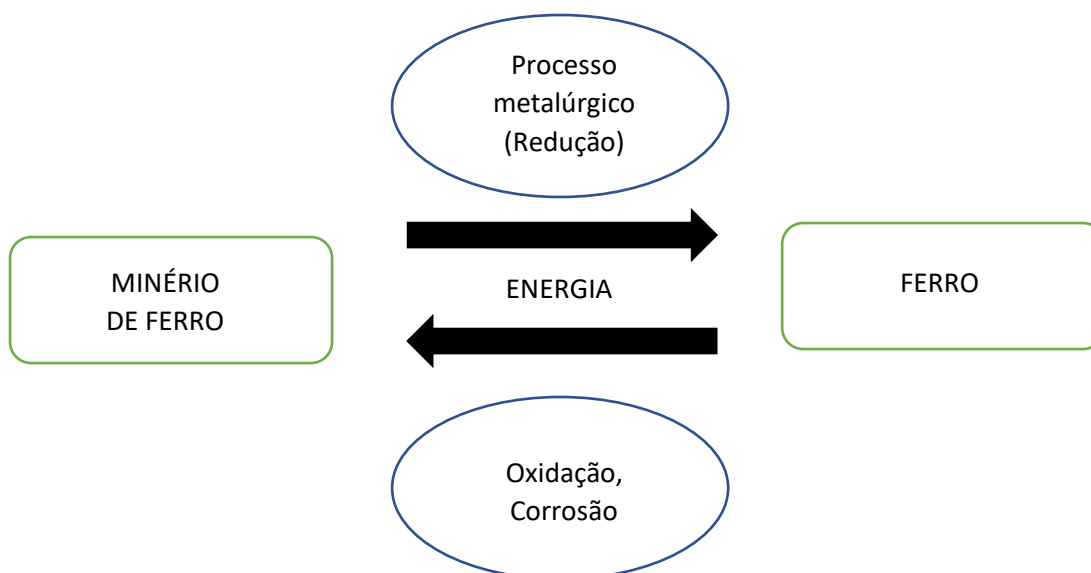 Processo
metalúrgico
(Redução)
MINÉRIO
DE FERRO
ENERGIA
FERRO
Oxidação,
Corrosão